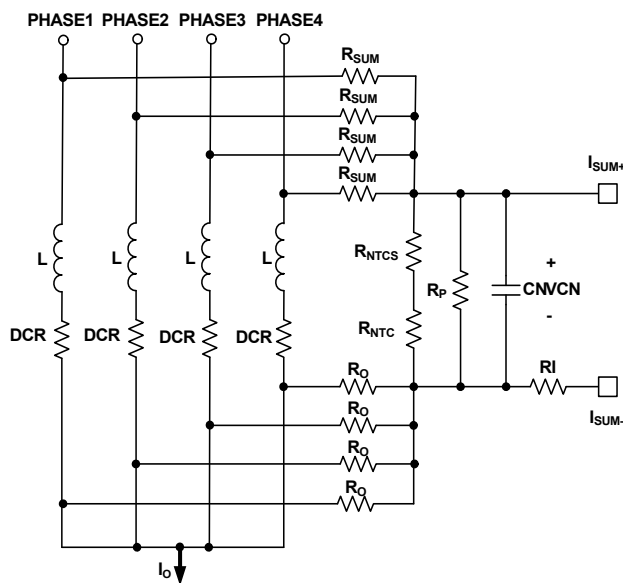 PHASE1 PHASE2 PHASE3 PHASE4
RSUM
RSUM
RSUM
RSUM
ISUM+
L L L L
RNTCS
RP
+
CNVCN
-
RNTC
DCR DCR DCR DCR
RO
RI
ISUM-
RO
RO
RO
IO